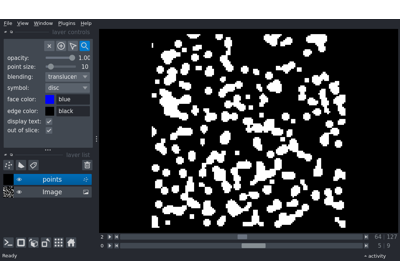 File View Window Plugins Help
layer controls
opacity: 1.00
point size: 10
blending: translucen
symbol: disc
face color: blue
edge color: black
display text:
out of slice:
layer list
points
Image
2 64 127
0 5 9
Ready activity